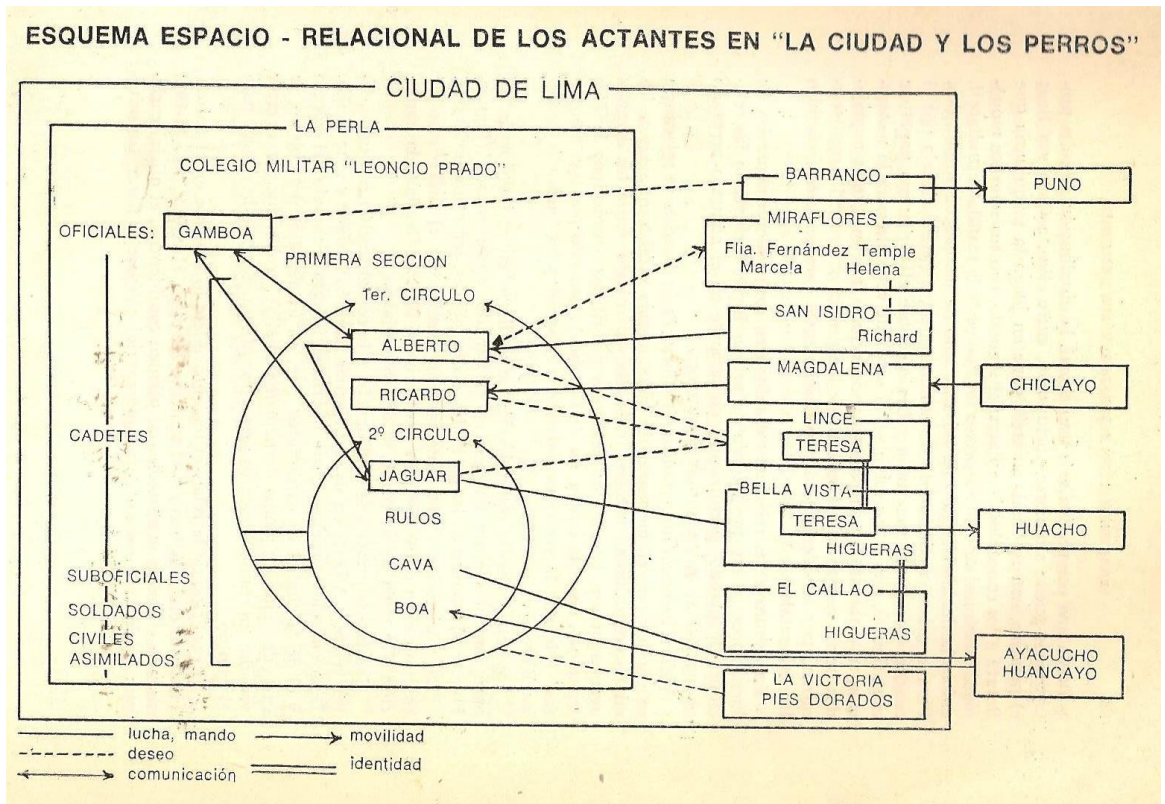 ESQUEMA ESPACIO - RELACIONAL DE LOS ACTANTES EN "LA CIUDAD Y LOS PERROS"
CIUDAD DE LIMA
LA PERLA
COLEGIO MILITAR "LEONCIO PRADO"
OFICIALES:
GAMBOA
PRIMERA SECCION
1er. CIRCULO
ALBERTO
RICARDO
2º CIRCULO
CADETES
JAGUAR
RULOS
CAVA
BOA
SUBOFICIALES
SOLDADOS
CIVILES
ASIMILADOS
BARRANCO
PUNO
MIRAFLORES
Flia. Fernández Temple
Marcela Helena
SAN ISIDRO
Richard
MAGDALENA
CHICLAYO
LINCE
TERESA
BELLA VISTA
TERESA
HIGUERAS
HUACHO
EL CALLAO
HIGUERAS
AYACUCHO
HUANCAYO
LA VICTORIA
PIES DORADOS
lucha, mando
movilidad
deseo
identidad
comunicación